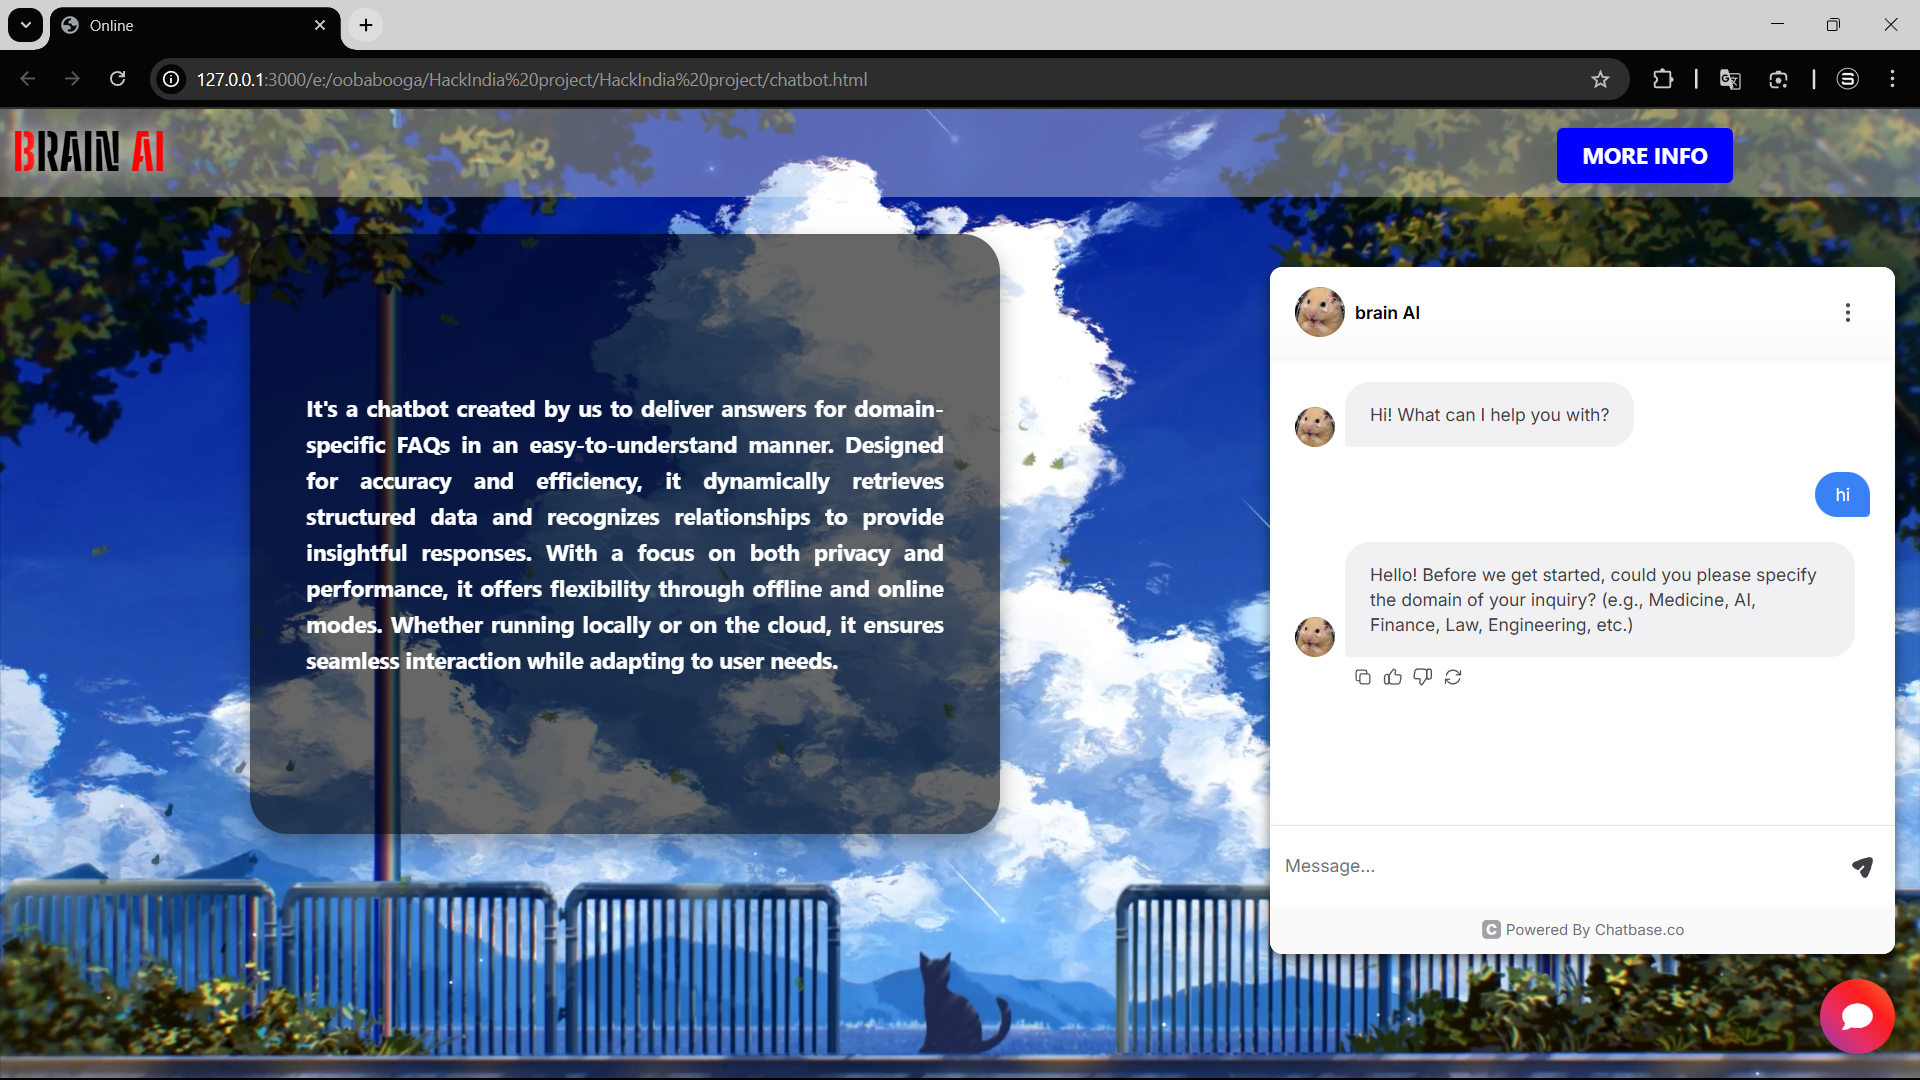 Online
127.0.0.1:3000/e:/oobabooga/HackIndia%20project/HackIndia%20project/chatbot.html
BRAIN AI
MORE INFO
It's a chatbot created by us to deliver answers for domain-
specific FAQs in an easy-to-understand manner. Designed
for accuracy and efficiency, it dynamically retrieves
structured data and recognizes relationships to provide
insightful responses. With a focus on both privacy and
performance, it offers flexibility through offline and online
modes. Whether running locally or on the cloud, it ensures
seamless interaction while adapting to user needs.
brain AI
Hi! What can I help you with?
hi
Hello! Before we get started, could you please specify
the domain of your inquiry? (e.g., Medicine, AI,
Finance, Law, Engineering, etc.)
Message...
Powered By Chatbase.co